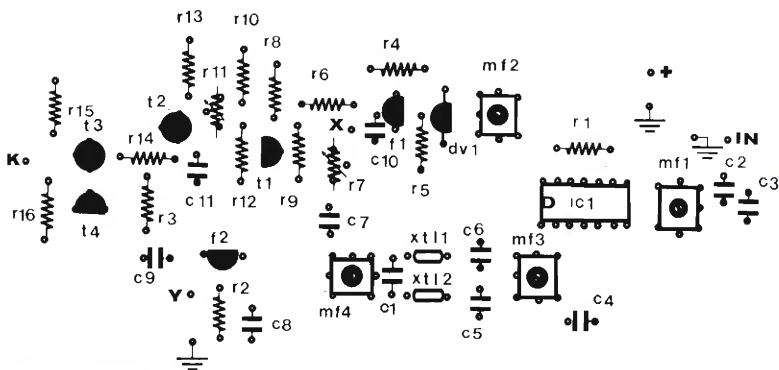 r13
r10
r8
r4
r6
mf2
+
r11
t2
r15
t3
r14
X
c10
f1
dv1
r1
IN
K
mf1
c2
c3
c11
r12
t1
r9
r7
r5
r16
t4
r3
IC1
c7
f2
xtl1
c6
mf3
c9
Y
r2
xtl2
c8
mf4
c1
c5
c4